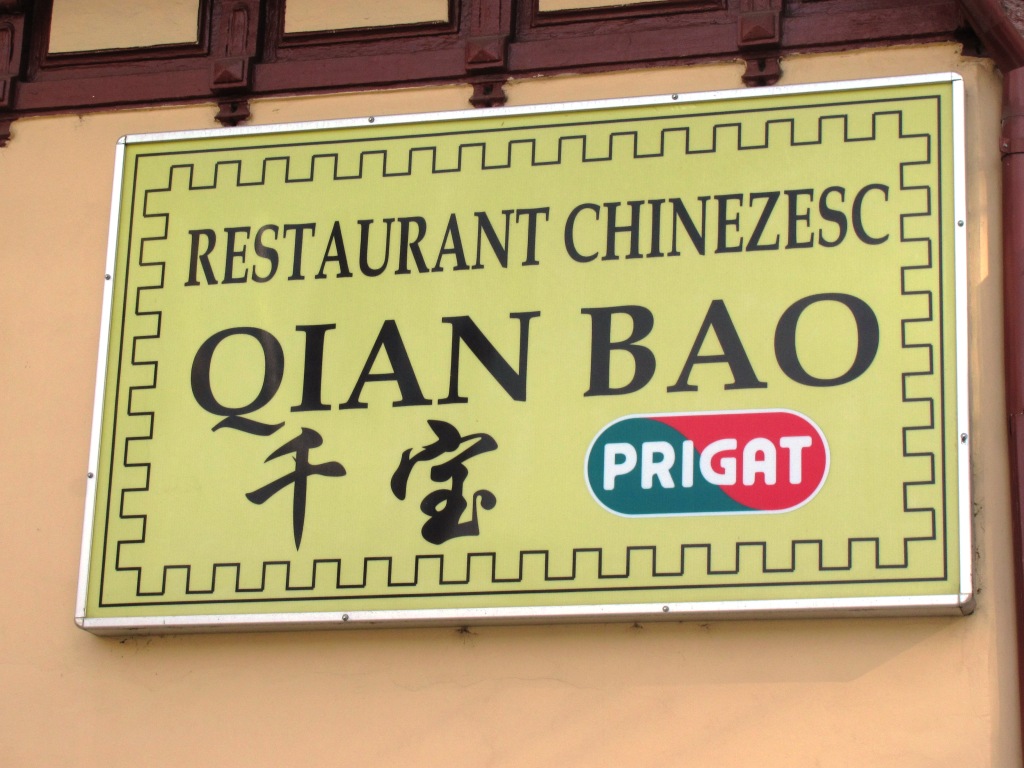 RESTAURANT CHINEZESC
QIAN BAO
千宝
PRIGAT